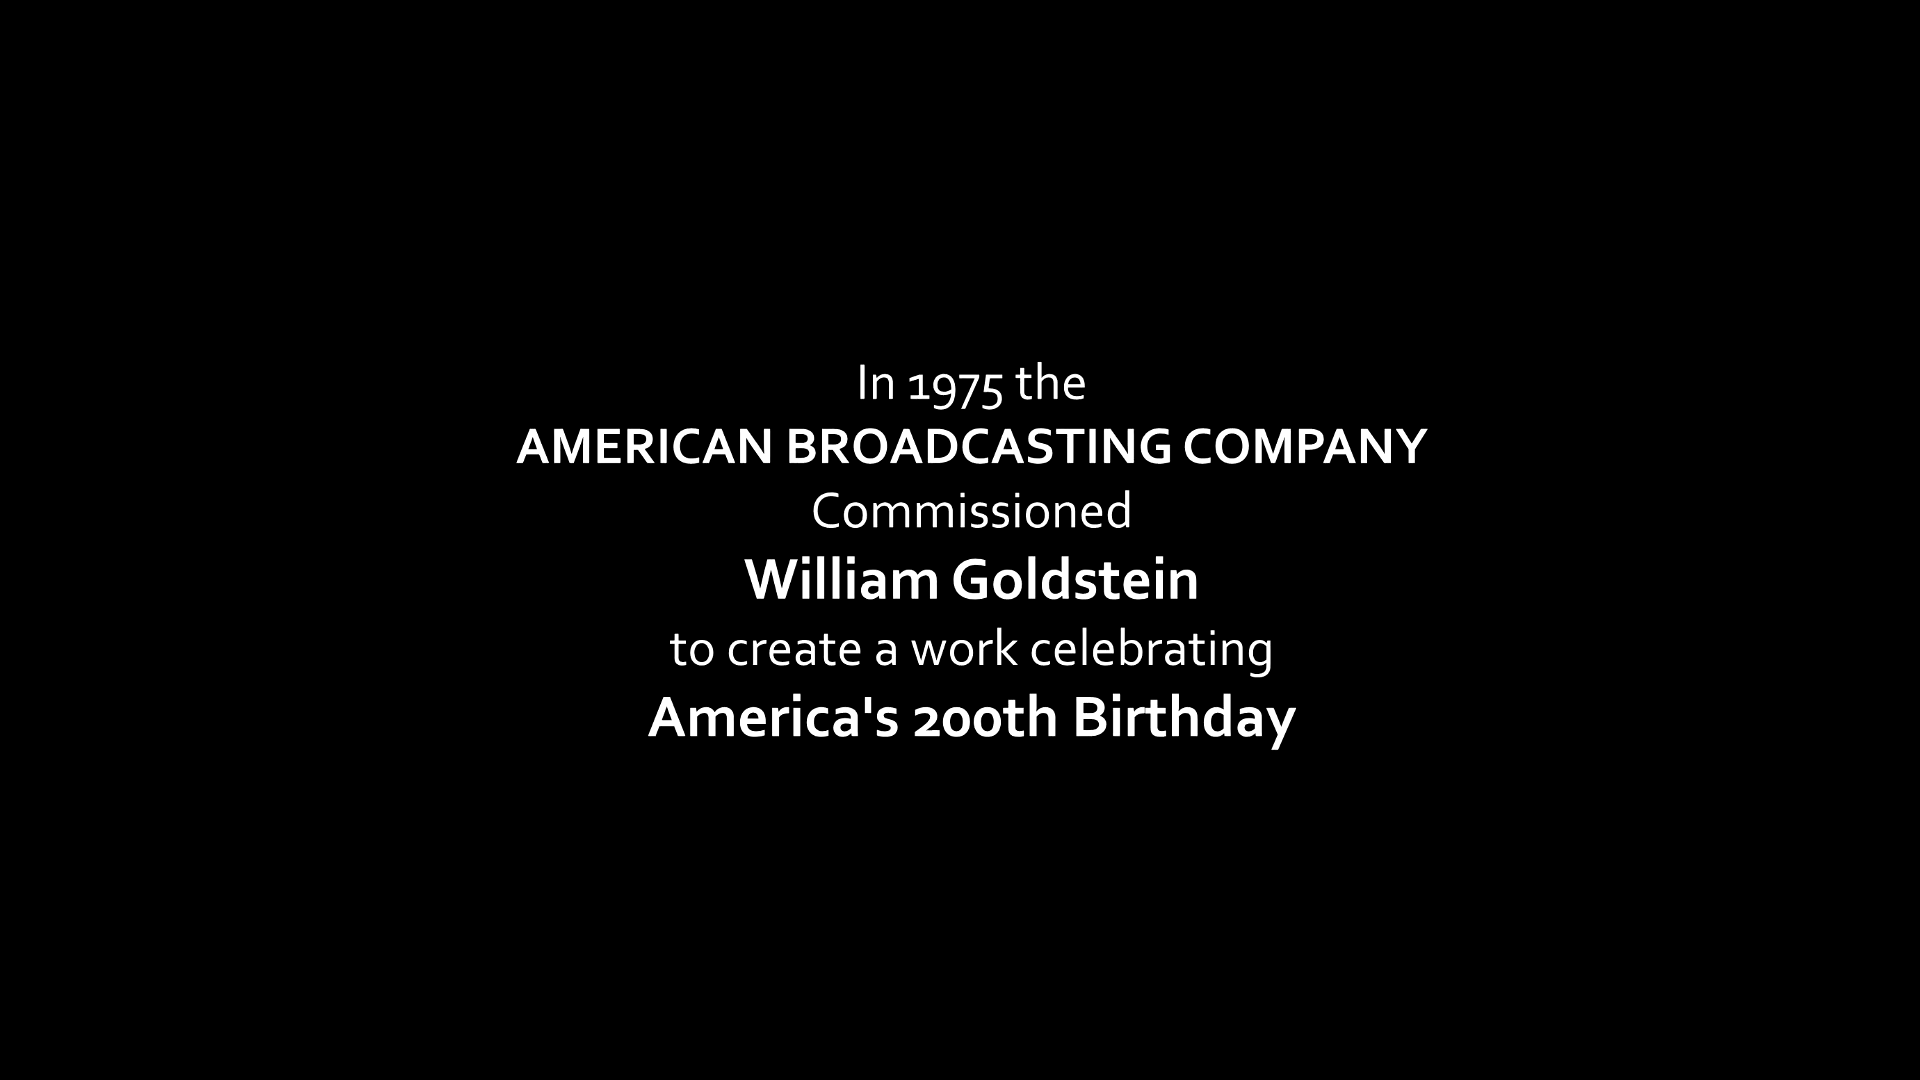 In 1975 the
AMERICAN BROADCASTING COMPANY
Commissioned
William Goldstein
to create a work celebrating
America's 200th Birthday